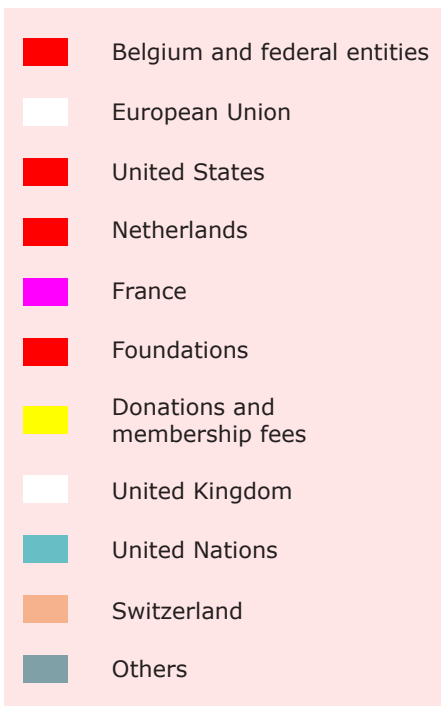 Belgium and federal entities
European Union
United States
Netherlands
France
Foundations
Donations and
membership fees
United Kingdom
United Nations
Switzerland
Others